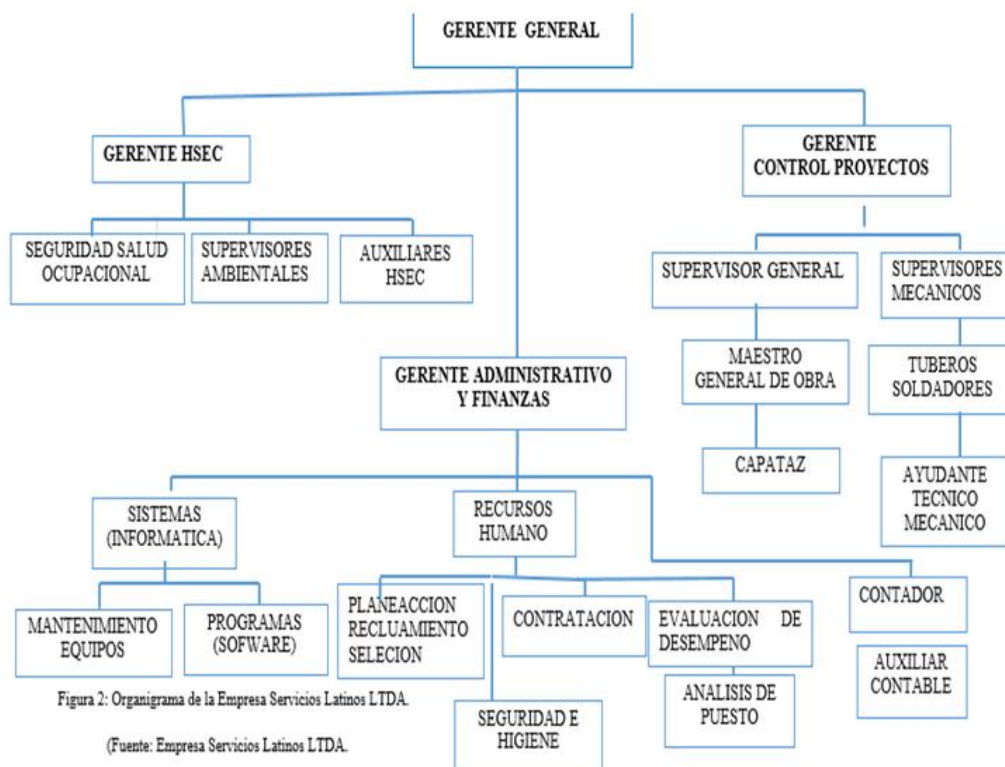 GERENTE GENERAL
GERENTE HSEC
GERENTE
CONTROL PROYECTOS
SEGURIDAD SALUD
OCUPACIONAL
SUPERVISORES
AMBIENTALES
AUXILIARES
HSEC
SUPERVISOR GENERAL
SUPERVISORES
MECANICOS
MAESTRO
GENERAL DE OBRA
TUBEROS
SOLDADORES
GERENTE ADMINISTRATIVO
Y FINANZAS
CAPATAZ
AYUDANTE
TECNICO
MECANICO
SISTEMAS
(INFORMATICA)
RECURSOS
HUMANO
CONTADOR
MANTENIMIENTO
EQUIPOS
PROGRAMAS
(SOFWARE)
PLANEACCION
RECLUAMIENTO
SELECION
CONTRATACION
EVALUACION DE
DESEMPEÑO
AUXILIAR
CONTABLE
ANALISIS DE
PUESTO
SEGURIDAD E
HIGIENE
Figura 2: Organigrama de la Empresa Servicios Latinos LTDA.
(Fuente: Empresa Servicios Latinos LTDA.